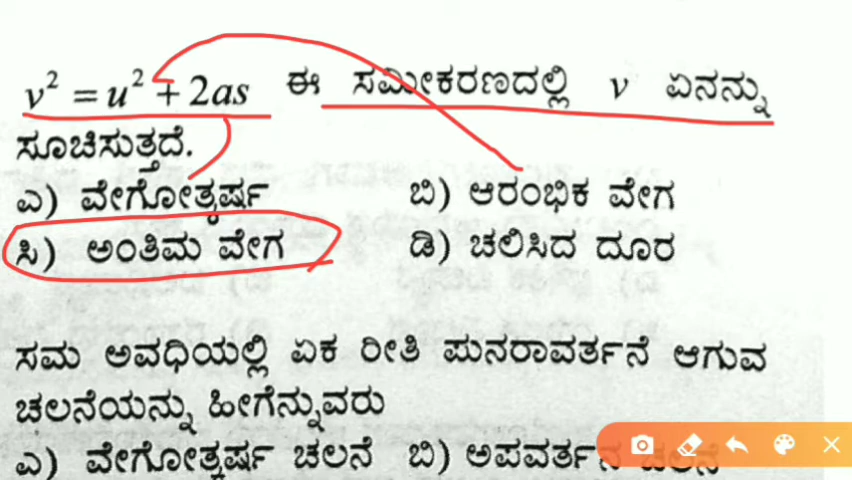 v² = u² + 2as ಈ ಸಮೀಕರಣದಲ್ಲಿ v ಏನನ್ನು
ಸೂಚಿಸುತ್ತದೆ.
ಎ) ವೇಗೋತ್ಕರ್ಷ ಬಿ) ಆರಂಭಿಕ ವೇಗ
ಸಿ) ಅಂತಿಮ ವೇಗ ಡಿ) ಚಲಿಸಿದ ದೂರ
ಸಮ ಅವಧಿಯಲ್ಲಿ ಏಕ ರೀತಿ ಪುನರಾವರ್ತನೆ ಆಗುವ
ಚಲನೆಯನ್ನು ಹೀಗೆನ್ನುವರು
ಎ) ವೇಗೋತ್ಕರ್ಷ ಚಲನೆ ಬಿ) ಅಪವರ್ತನ ಚಲನೆ